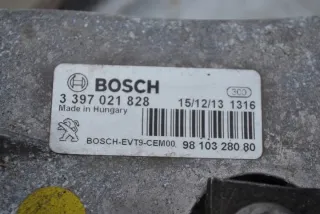 BOSCH
3 397 021 828 15/12/13 1316
Made in Hungary
BOSCH-EVT9-CEM00 98 103 280 80